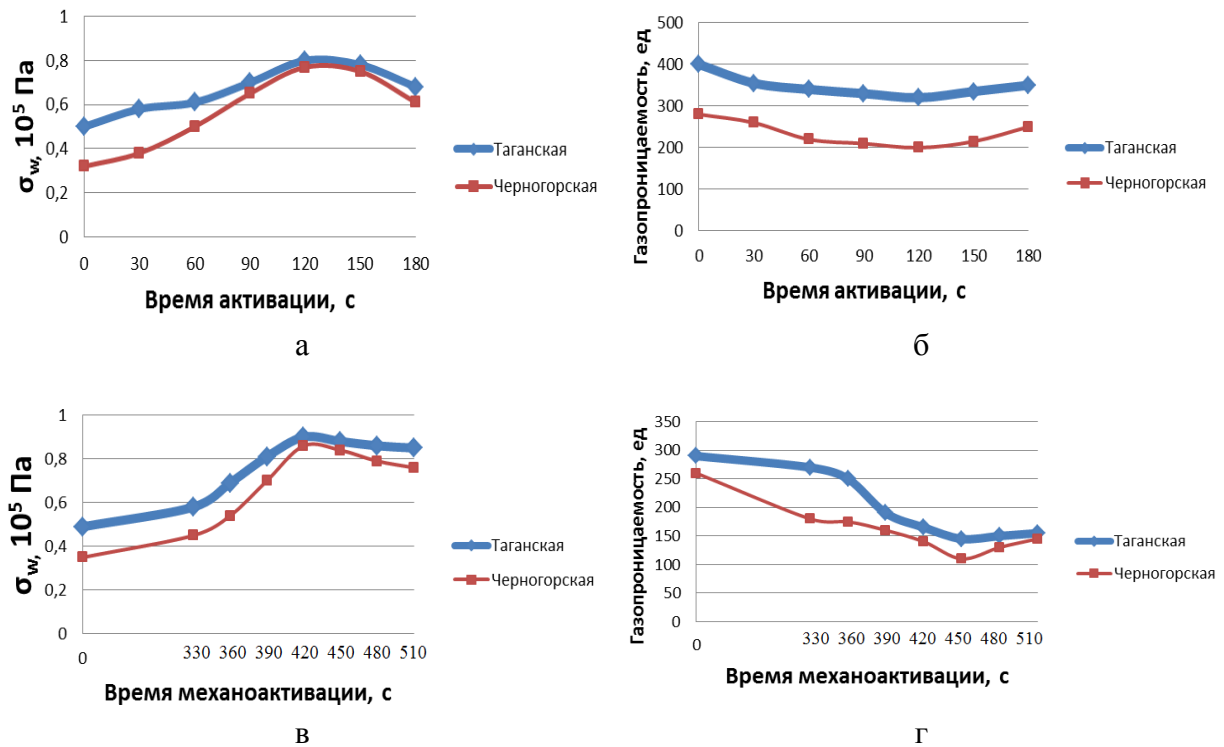 σw, 10⁵ Па
1
0,8
0,6
0,4
0,2
0
0 30 60 90 120 150 180
Время активации, с
Таганская
Черногорская
а
Газопроницаемость, ед
500
400
300
200
100
0
0 30 60 90 120 150 180
Время активации, с
Таганская
Черногорская
б
σw, 10⁵ Па
1
0,8
0,6
0,4
0,2
0
0 330 360 390 420 450 480 510
Время механоактивации, с
Таганская
Черногорская
в
Газопроницаемость, ед
350
300
250
200
150
100
50
0
0 330 360 390 420 450 480 510
Время механоактивации, с
Таганская
Черногорская
г